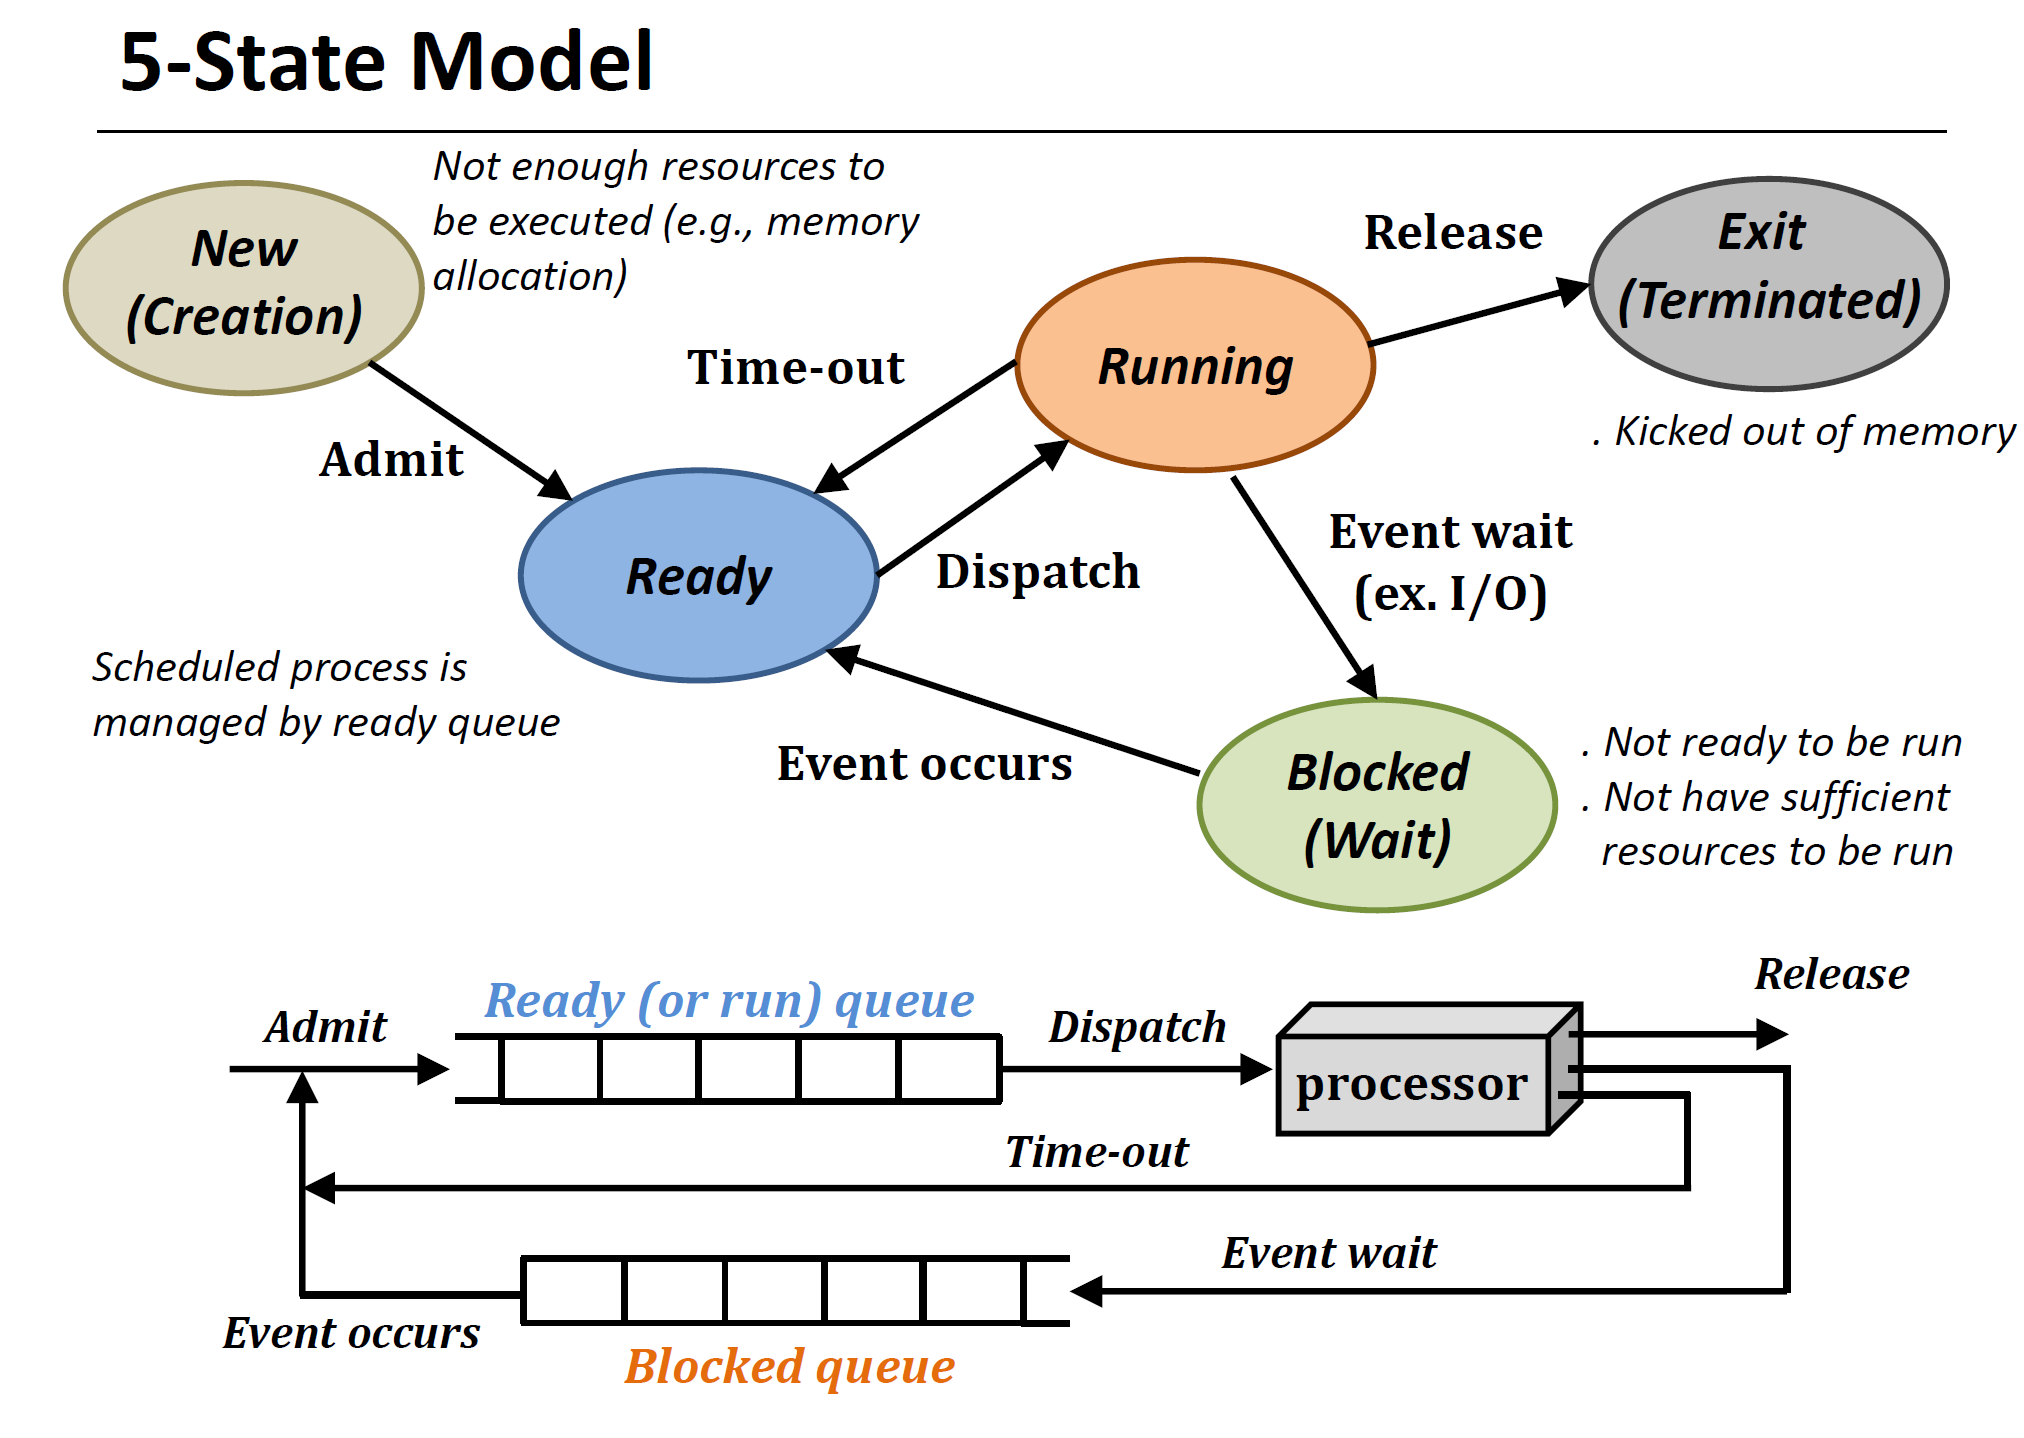 5-State Model
Not enough resources to
be executed (e.g., memory
allocation)
New
(Creation)
Release
Exit
(Terminated)
Time-out
Running
Admit
. Kicked out of memory
Ready
Dispatch
Event wait
(ex. I/O)
Scheduled process is
managed by ready queue
Event occurs
Blocked
(Wait)
. Not ready to be run
. Not have sufficient
resources to be run
Release
Ready (or run) queue
Admit
Dispatch
processor
Time-out
Event wait
Event occurs
Blocked queue